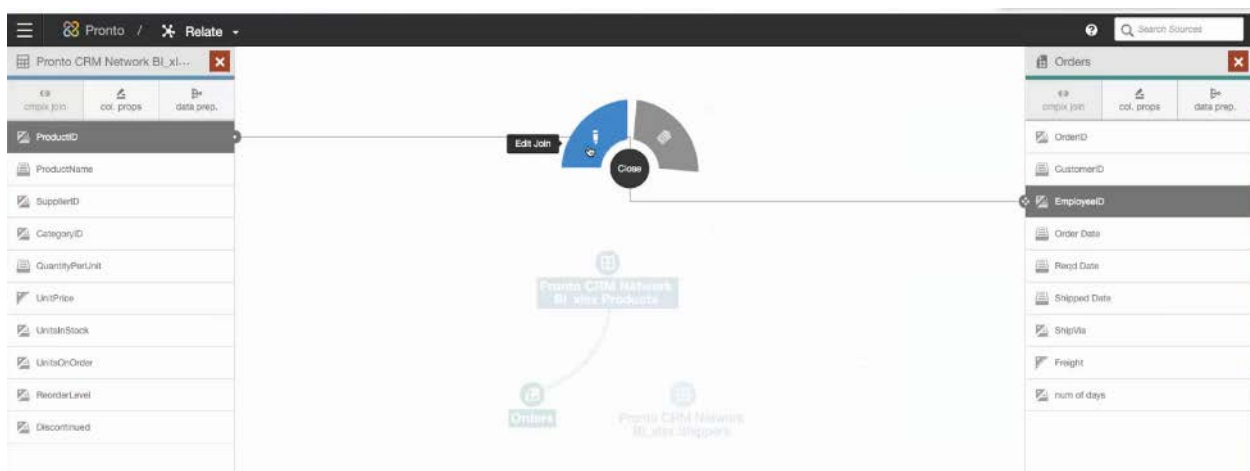 Pronto / Relate
Search Sources
Pronto CRM Network BI_xl...
cmplx join
col. props
data prep.
ProductID
ProductName
SupplierID
CategoryID
QuantityPerUnit
UnitPrice
UnitsInStock
UnitsOnOrder
ReorderLevel
Discontinued
Edit Join
Close
Pronto CRM Network
BI_xlsx Products
Orders
Pronto CRM Network
BI_xlsx Shippers
Orders
cmplx join
col. props
data prep.
OrderID
CustomerID
EmployeeID
Order Date
Reqd Date
Shipped Date
ShipVia
Freight
num of days